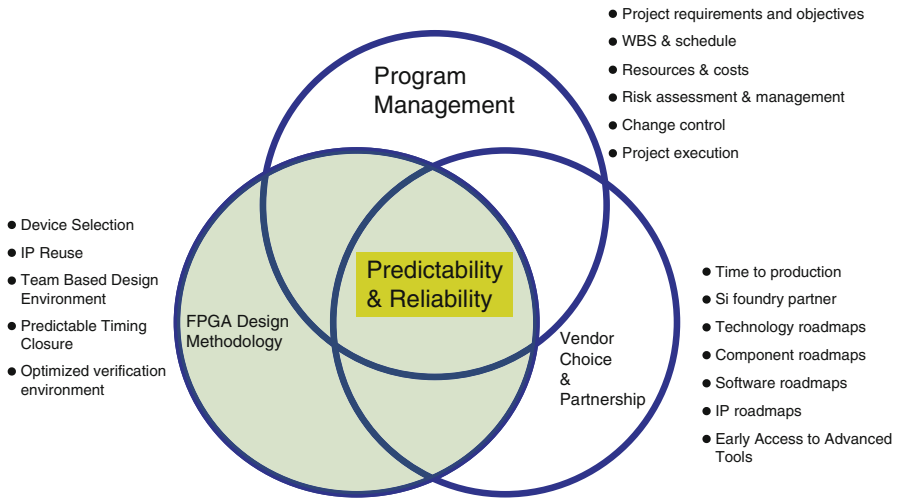 Program
Management
● Project requirements and objectives
● WBS & schedule
● Resources & costs
● Risk assessment & management
● Change control
● Project execution
● Device Selection
● IP Reuse
● Team Based Design
Environment
● Predictable Timing
Closure
● Optimized verification
environment
FPGA Design
Methodology
Predictability
& Reliability
Vendor
Choice
&
Partnership
● Time to production
● Si foundry partner
● Technology roadmaps
● Component roadmaps
● Software roadmaps
● IP roadmaps
● Early Access to Advanced
Tools